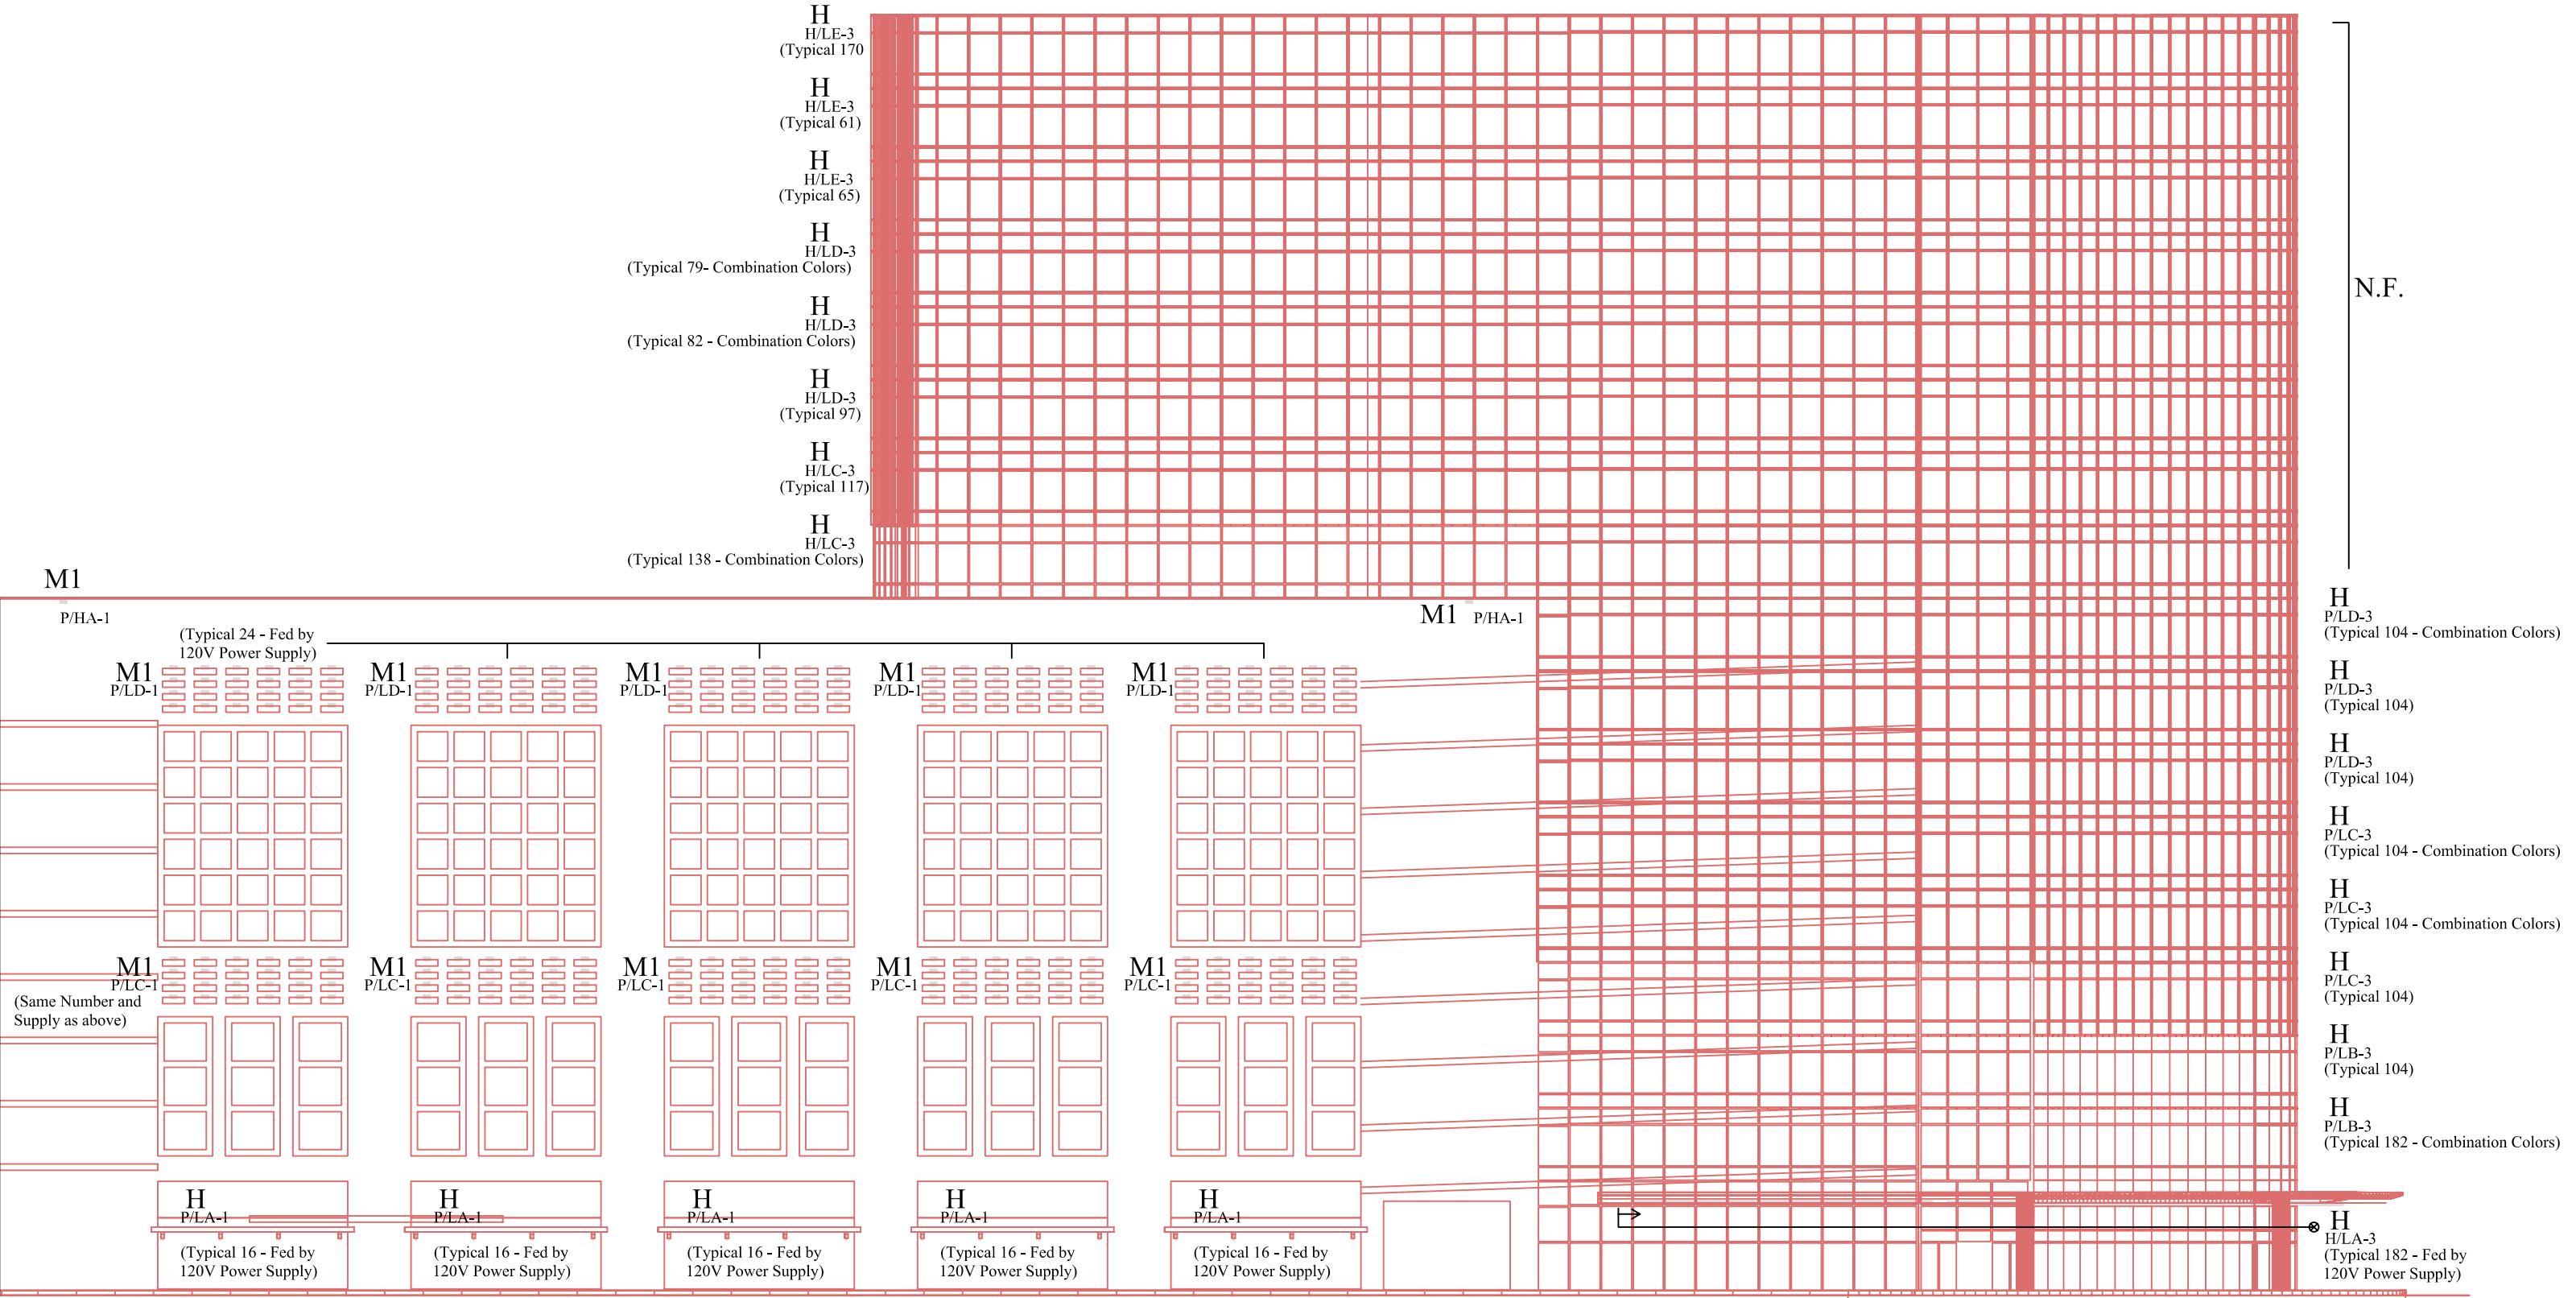 H
H/LE-3
(Typical 170
H
H/LE-3
(Typical 61)
H
H/LE-3
(Typical 65)
H
H/LD-3
(Typical 79- Combination Colors)
H
H/LD-3
(Typical 82 - Combination Colors)
H
H/LD-3
(Typical 97)
H
H/LC-3
(Typical 117)
H
H/LC-3
(Typical 138 - Combination Colors)
N.F.
M1
P/HA-1
M1 P/HA-1
(Typical 24 - Fed by
120V Power Supply)
M1
P/LD-1
M1
P/LD-1
M1
P/LD-1
M1
P/LD-1
M1
P/LD-1
M1
P/LC-1
M1
P/LC-1
M1
P/LC-1
M1
P/LC-1
M1
P/LC-1
(Same Number and
Supply as above)
H
P/LA-1
(Typical 16 - Fed by
120V Power Supply)
H
P/LA-1
(Typical 16 - Fed by
120V Power Supply)
H
P/LA-1
(Typical 16 - Fed by
120V Power Supply)
H
P/LA-1
(Typical 16 - Fed by
120V Power Supply)
H
P/LA-1
(Typical 16 - Fed by
120V Power Supply)
H
P/LD-3
(Typical 104 - Combination Colors)
H
P/LD-3
(Typical 104)
H
P/LD-3
(Typical 104)
H
P/LC-3
(Typical 104 - Combination Colors)
H
P/LC-3
(Typical 104 - Combination Colors)
H
P/LC-3
(Typical 104)
H
P/LB-3
(Typical 104)
H
P/LB-3
(Typical 182 - Combination Colors)
H
H/LA-3
(Typical 182 - Fed by
120V Power Supply)